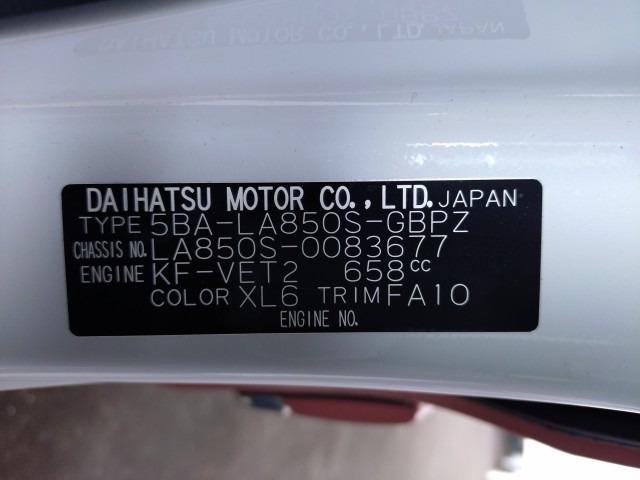 DAIHATSU MOTOR CO., LTD. JAPAN
TYPE 5BA-LA850S-GBPZ
CHASSIS NO. LA850S-0083677
ENGINE KF-VET2 658cc
COLOR XL6 TRIM FA10
ENGINE NO.